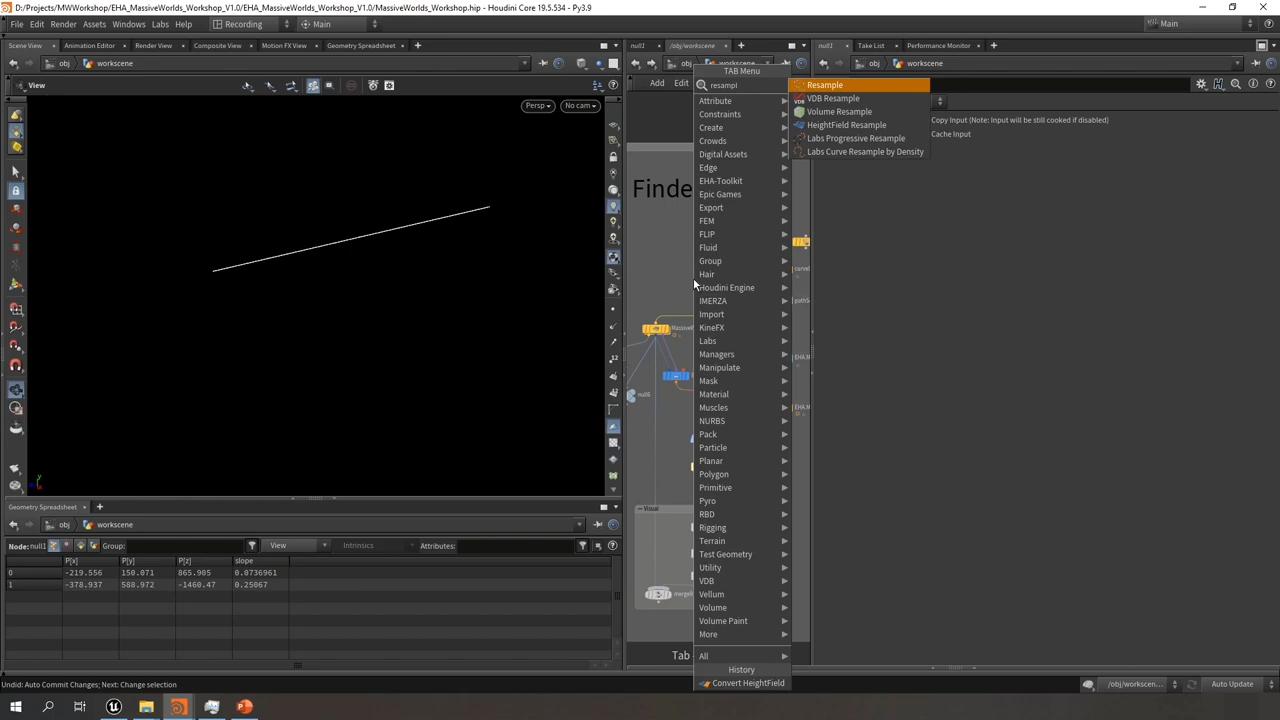 D:/Projects/MWWorkshop/EHA_MassiveWorlds_Workshop_V1.0/EHA_MassiveWorlds_Workshop_V1.0/MassiveWorlds_Workshop.hip - Houdini Core 19.5.534 - Py3.9
File Edit Render Assets Windows Labs Help Recording Main Main
Scene View Animation Editor Render View Composite View Motion FX View Geometry Spreadsheet
null1 /obj/workscene
null1 Take List Performance Monitor
obj workscene
obj workscene
obj workscene
View
Persp No cam
Add Edit
TAB Menu
resampl
Attribute
Constraints
Create
Crowds
Digital Assets
Edge
EHA-Toolkit
Epic Games
Export
FEM
FLIP
Fluid
Group
Hair
Houdini Engine
IMERZA
Import
KineFX
Labs
Managers
Manipulate
Mask
Material
Muscles
NURBS
Pack
Particle
Planar
Polygon
Primitive
Pyro
RBD
Rigging
Terrain
Test Geometry
Utility
VDB
Vellum
Volume
Volume Paint
More
All
History
Convert HeightField
Resample
VDB Resample
Volume Resample
HeightField Resample
Labs Progressive Resample
Labs Curve Resample by Density
Copy Input (Note: Input will be still cooked if disabled)
Cache Input
Finde
null6
Visual
Tab
Geometry Spreadsheet
obj workscene
Node: null1 Group: View Intrinsics Attributes:
P[x] P[y] P[z] slope
0 -219.556 150.071 865.905 0.0736961
1 -378.937 588.972 -1460.47 0.25067
Undid: Auto Commit Changes; Next: Change selection
/obj/workscen... Auto Update